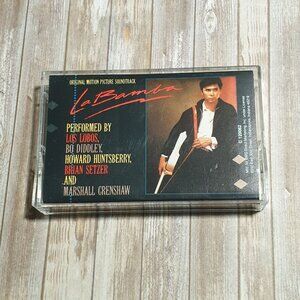 ORIGINAL MOTION PICTURE SOUNDTRACK
La Bamba
PERFORMED BY
LOS LOBOS,
BO DIDDLEY,
HOWARD HUNTSBERRY,
BRIAN SETZER
AND
MARSHALL CRENSHAW